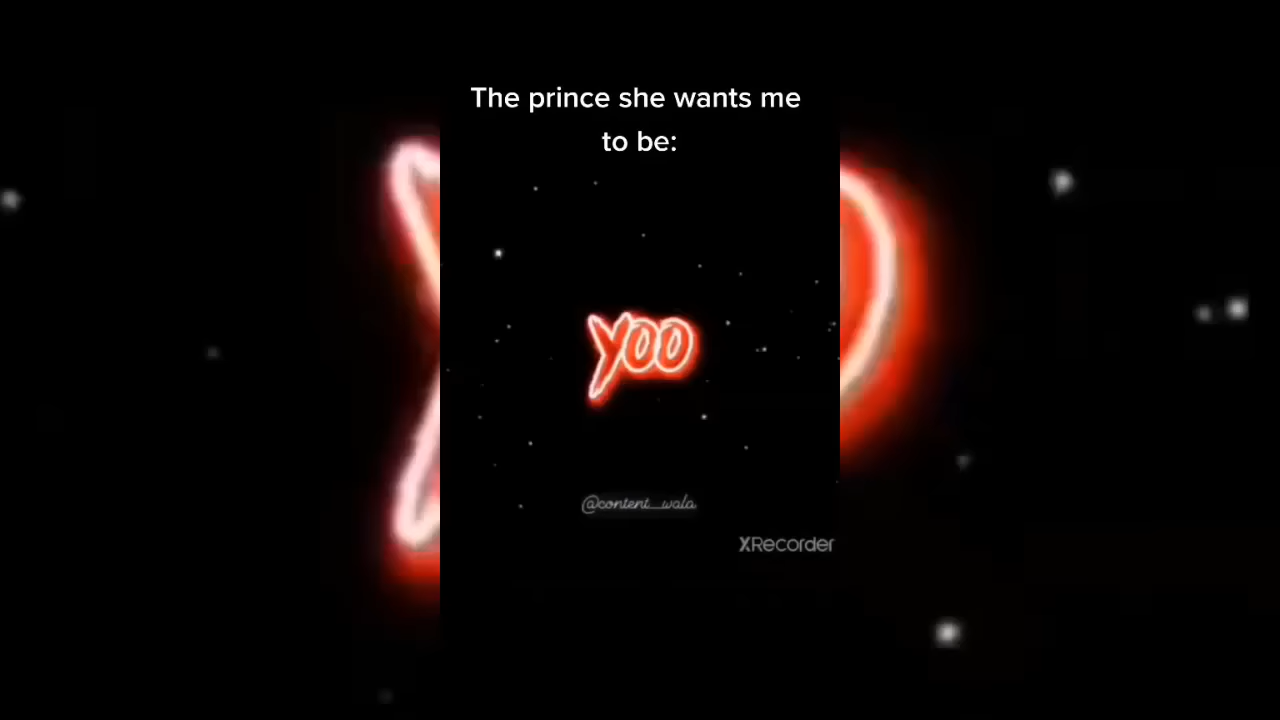 The prince she wants me
to be:
YOO
@content_wala
XRecorder